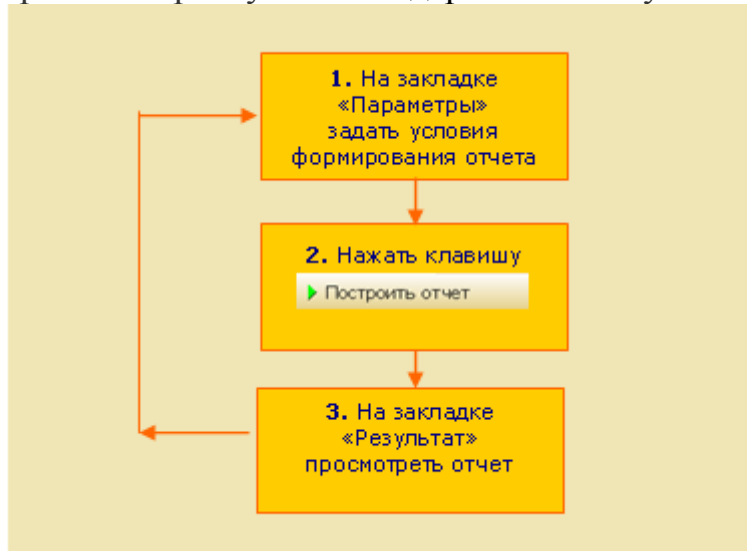 1. На закладке
«Параметры»
задать условия
формирования отчета
2. Нажать клавишу
Построить отчет
3. На закладке
«Результат»
просмотреть отчет